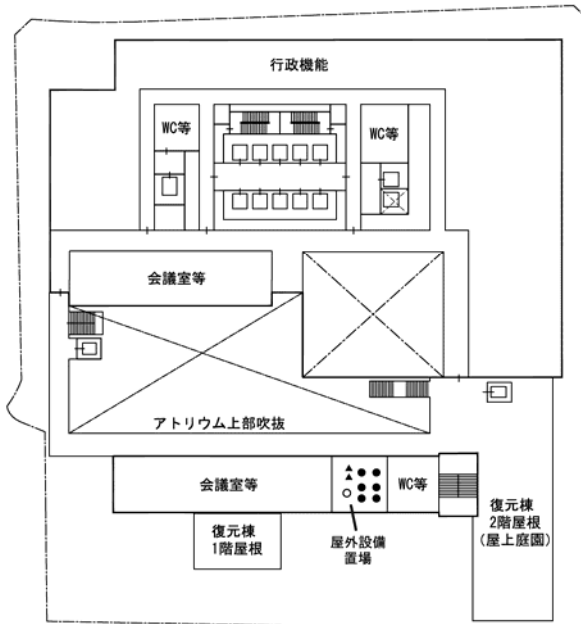 行政機能
WC等
WC等
会議室等
アトリウム上部吹抜
会議室等
WC等
復元棟
1階屋根
屋外設備
置場
復元棟
2階屋根
(屋上庭園)